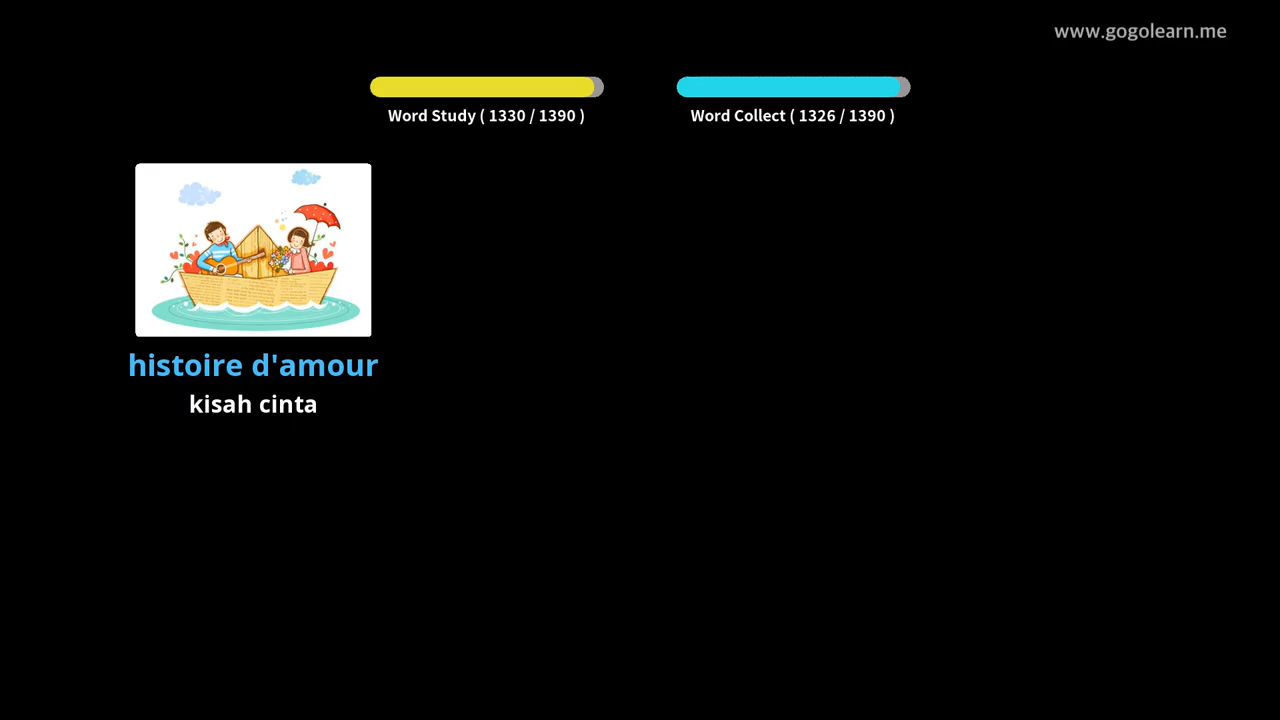 www.gogolearn.me
Word Study ( 1330 / 1390 )
Word Collect ( 1326 / 1390 )
histoire d'amour
kisah cinta